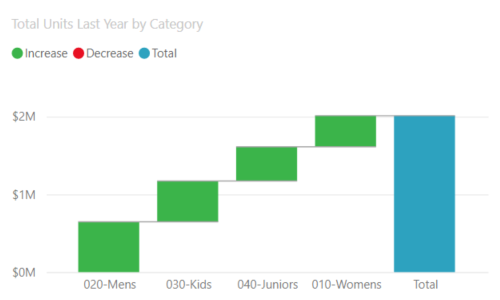 Total Units Last Year by Category
Increase Decrease Total
$2M
$1M
$0M
020-Mens 030-Kids 040-Juniors 010-Womens Total